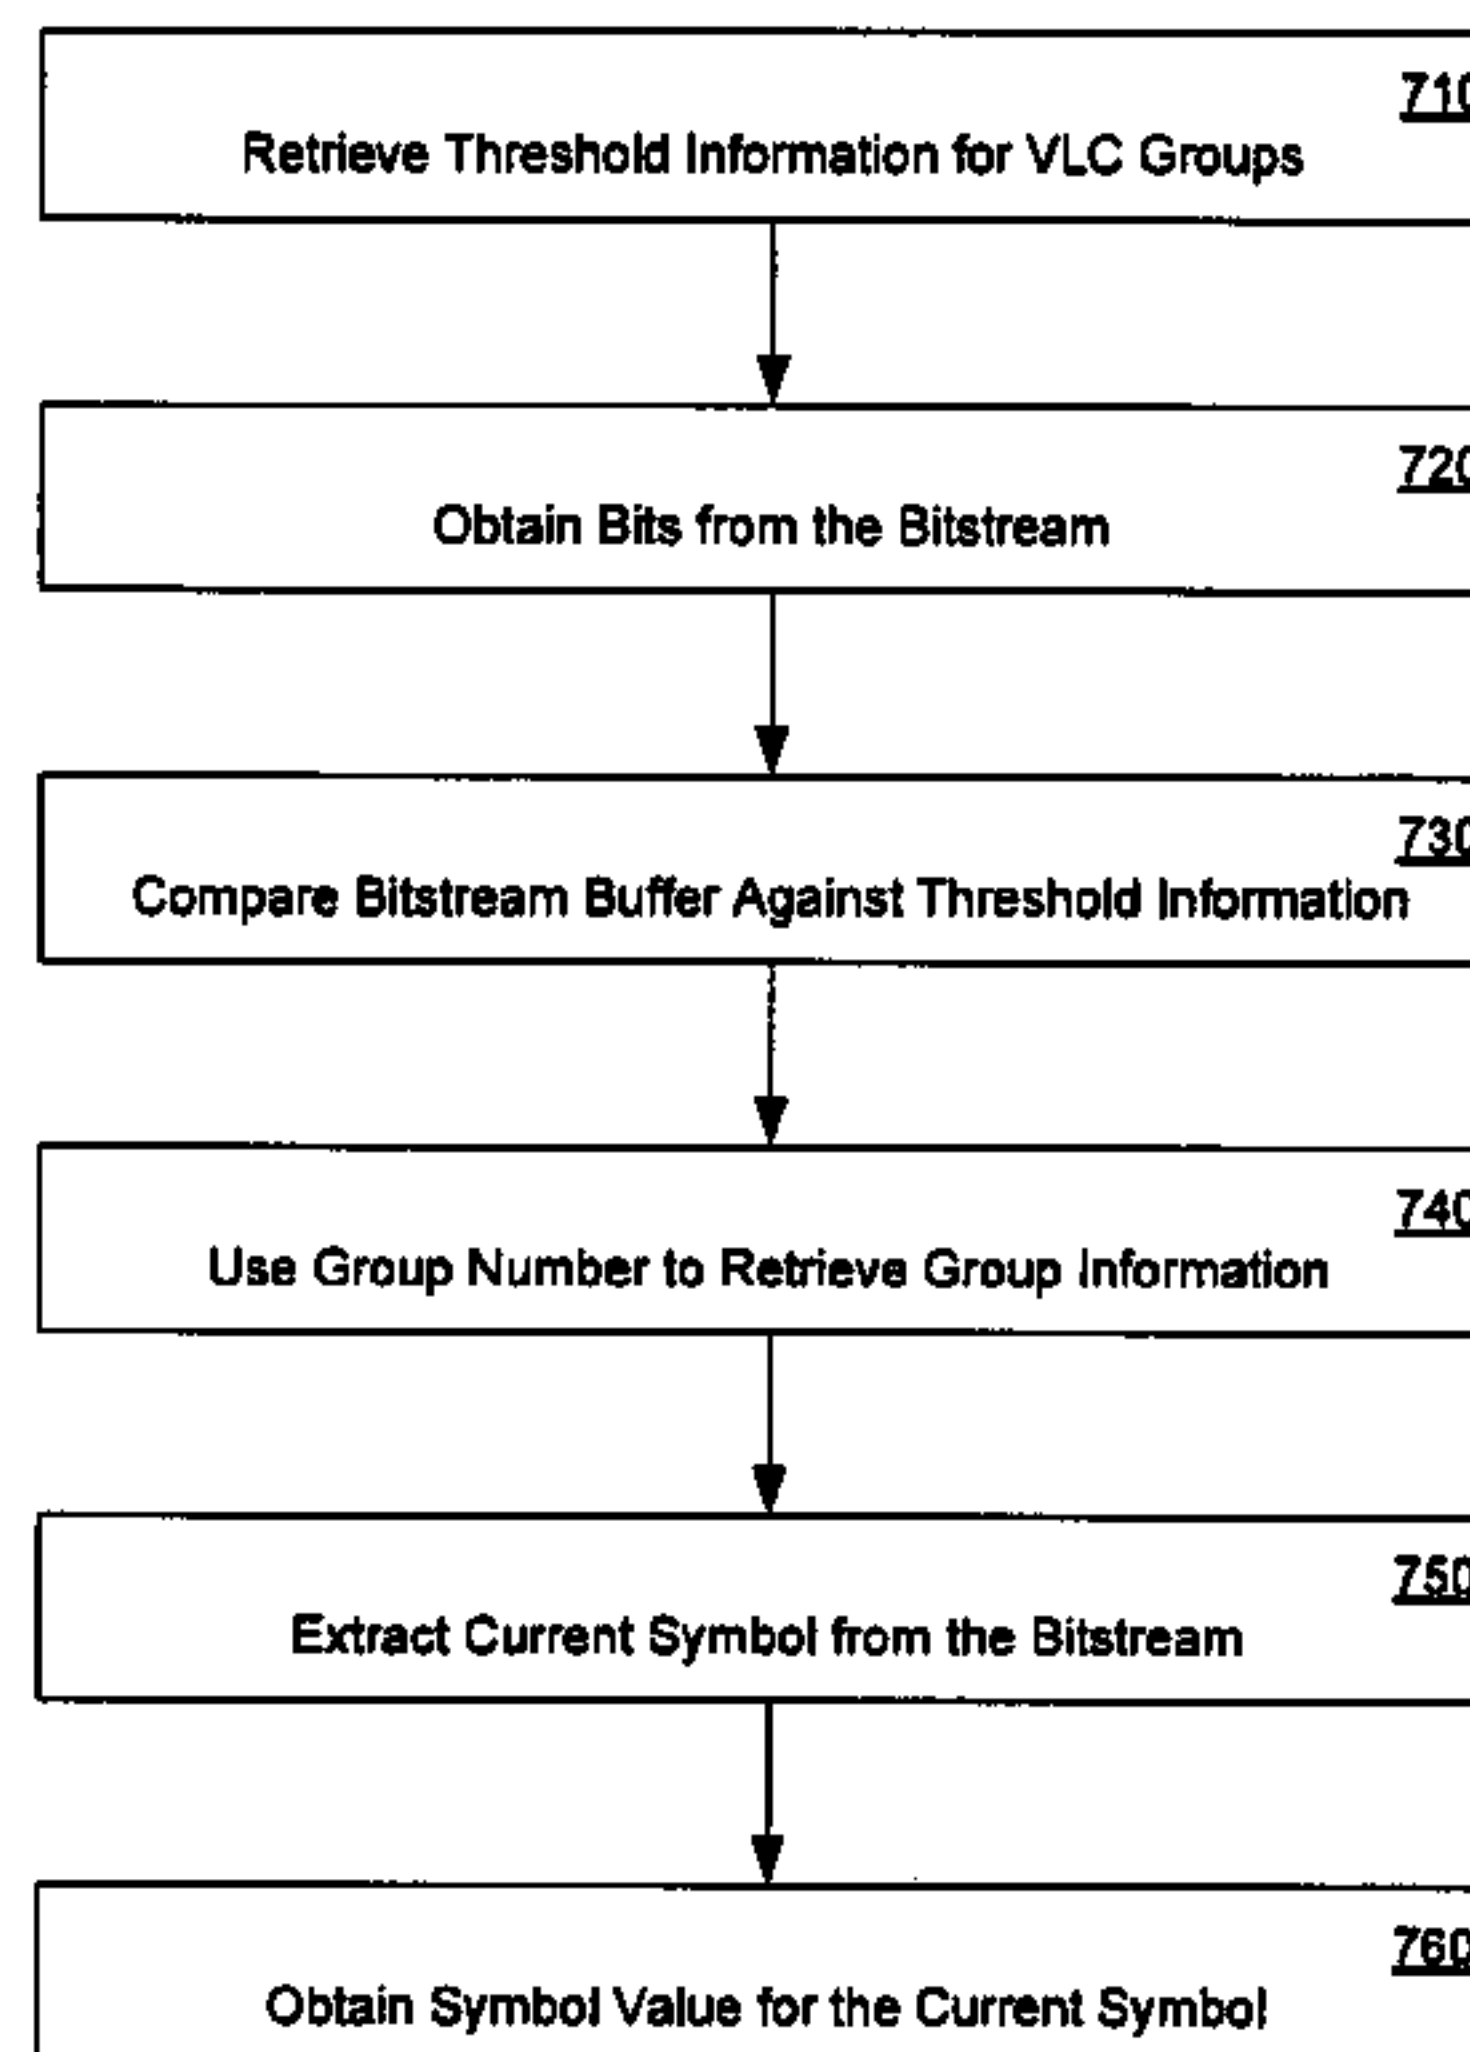 710
Retrieve Threshold Information for VLC Groups
720
Obtain Bits from the Bitstream
730
Compare Bitstream Buffer Against Threshold Information
740
Use Group Number to Retrieve Group Information
750
Extract Current Symbol from the Bitstream
760
Obtain Symbol Value for the Current Symbol